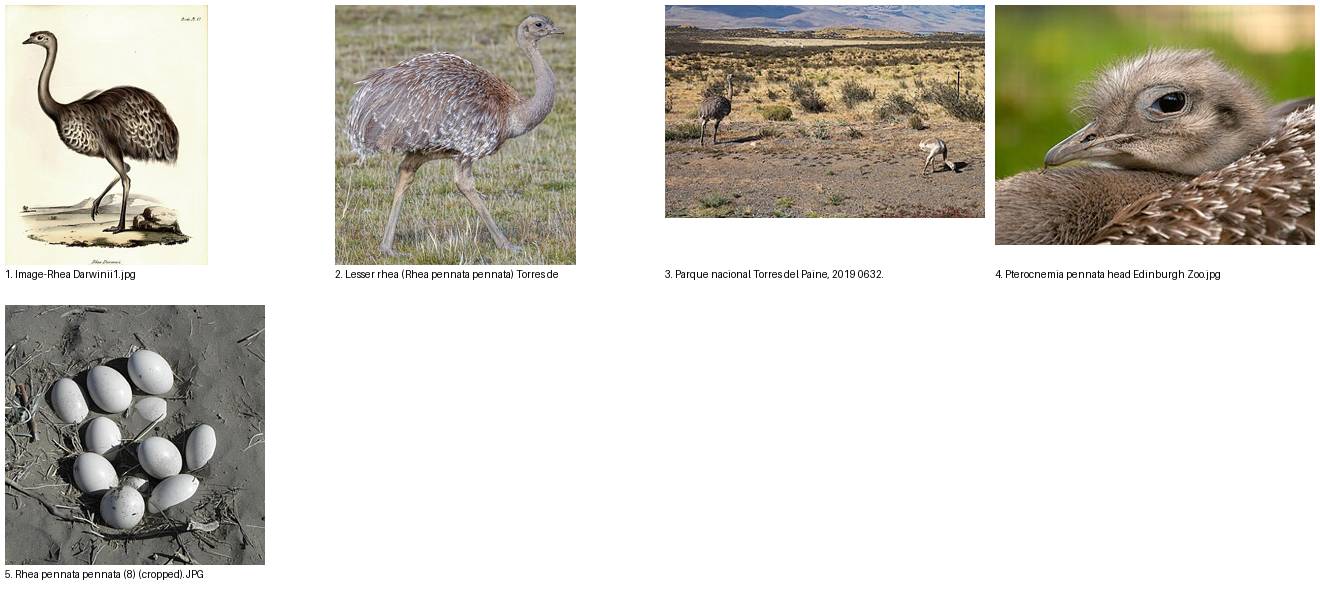 1. Image-Rhea Darwinii1.jpg
2. Lesser rhea (Rhea pennata pennata) Torres de
3. Parque nacional Torres del Paine, 2019 0632.
4. Pterocnemia pennata head Edinburgh Zoo.jpg
5. Rhea pennata pennata (8) (cropped).JPG